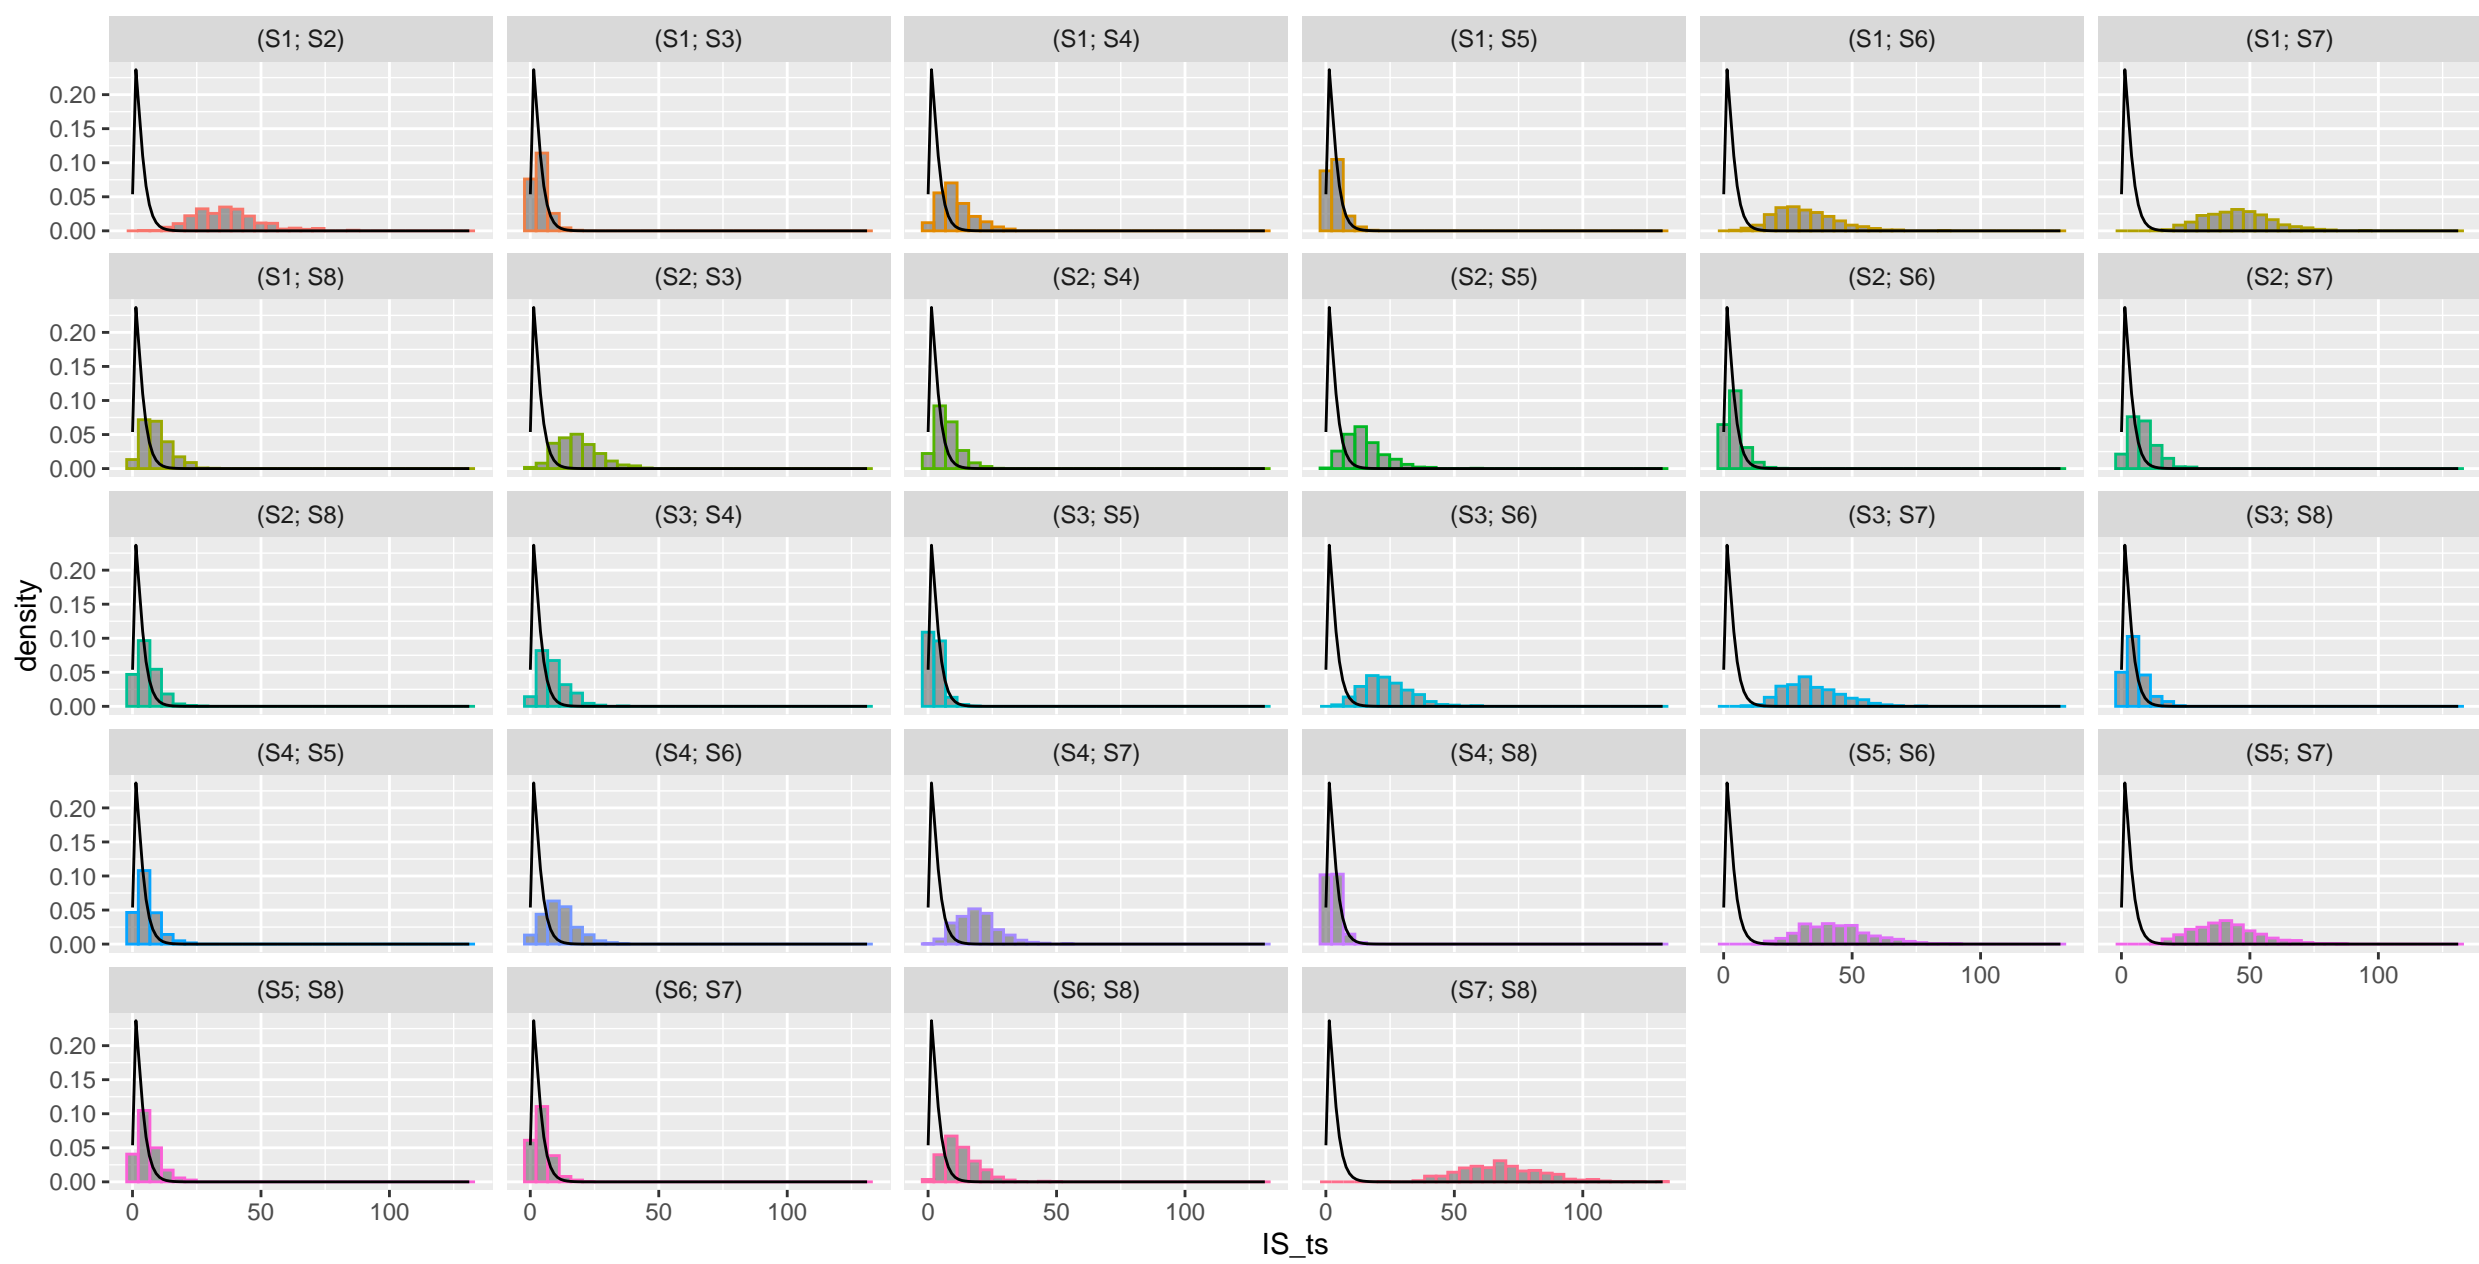 (S1; S2) (S1; S3) (S1; S4) (S1; S5) (S1; S6) (S1; S7)
0.20
0.15
0.10
0.05
0.00
(S1; S8) (S2; S3) (S2; S4) (S2; S5) (S2; S6) (S2; S7)
0.20
0.15
0.10
0.05
0.00
(S2; S8) (S3; S4) (S3; S5) (S3; S6) (S3; S7) (S3; S8)
0.20
0.15
0.10
0.05
0.00
density
(S4; S5) (S4; S6) (S4; S7) (S4; S8) (S5; S6) (S5; S7)
0.20
0.15
0.10
0.05
0.00
0 50 100 0 50 100
(S5; S8) (S6; S7) (S6; S8) (S7; S8)
0.20
0.15
0.10
0.05
0.00
0 50 100 0 50 100 0 50 100 0 50 100
IS_ts